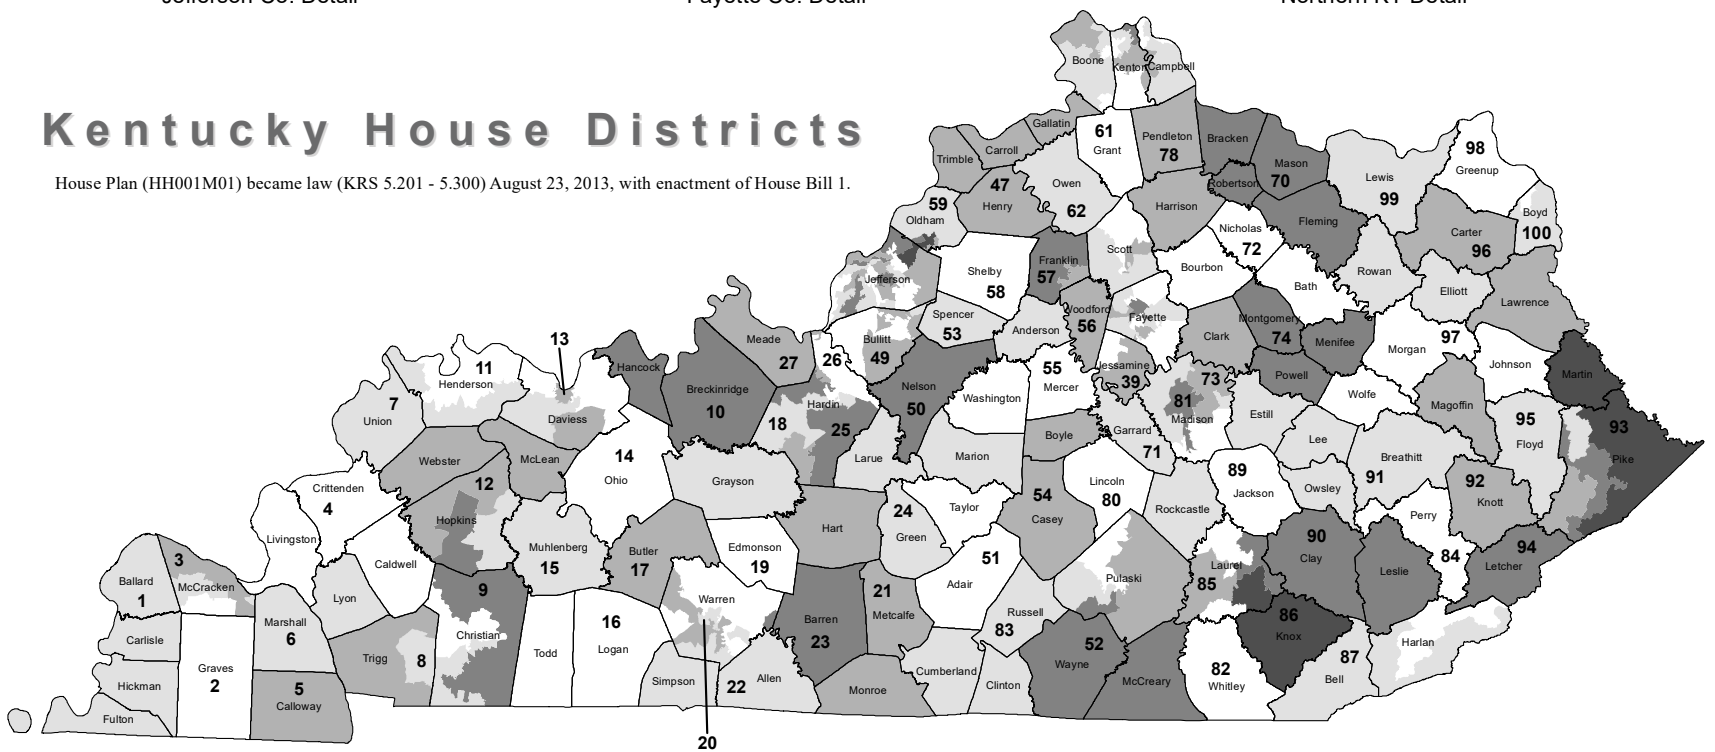 Jefferson Co. Detail
Fayette Co. Detail
Northern KY Detail
Kentucky House Districts
House Plan (HH001M01) became law (KRS 5.201 - 5.300) August 23, 2013, with enactment of House Bill 1.
Boone
Kenton
Campbell
Gallatin
61
Grant
Pendleton
78
Bracken
Mason
70
Robertson
Lewis
99
98
Greenup
Boyd
100
Trimble
Carroll
47
Henry
Owen
62
Harrison
Nicholas
72
Fleming
Carter
96
59
Oldham
Shelby
58
Franklin
57
Scott
Bourbon
Bath
Rowan
Elliott
Lawrence
Jefferson
Spencer
53
Anderson
Woodford
56
Fayette
Clark
Montgomery
74
Menifee
Morgan
97
Johnson
Martin
13
11
Henderson
Hancock
Meade
27
26
Bullitt
49
Nelson
50
Washington
55
Mercer
Jessamine
39
73
81
Madison
Powell
Estill
Wolfe
Magoffin
95
Floyd
93
Pike
7
Union
Daviess
Breckinridge
10
Hardin
18
25
Larue
Marion
Boyle
Garrard
71
Lee
Breathitt
91
Webster
McLean
14
Ohio
Grayson
12
Hopkins
Crittenden
4
Livingston
Caldwell
Muhlenberg
15
Butler
17
Edmonson
19
Hart
24
Green
Taylor
54
Casey
Lincoln
80
Rockcastle
89
Jackson
Owsley
Perry
84
92
Knott
94
Letcher
Ballard
1
3
McCracken
Lyon
9
Christian
Warren
Barren
23
21
Metcalfe
51
Adair
Russell
83
Pulaski
Laurel
85
90
Clay
Leslie
86
Knox
Harlan
Carlisle
Marshall
6
Graves
2
Trigg
8
Todd
16
Logan
Simpson
22
Allen
Monroe
Cumberland
Clinton
52
Wayne
McCreary
82
Whitley
87
Bell
Hickman
Fulton
5
Calloway
20